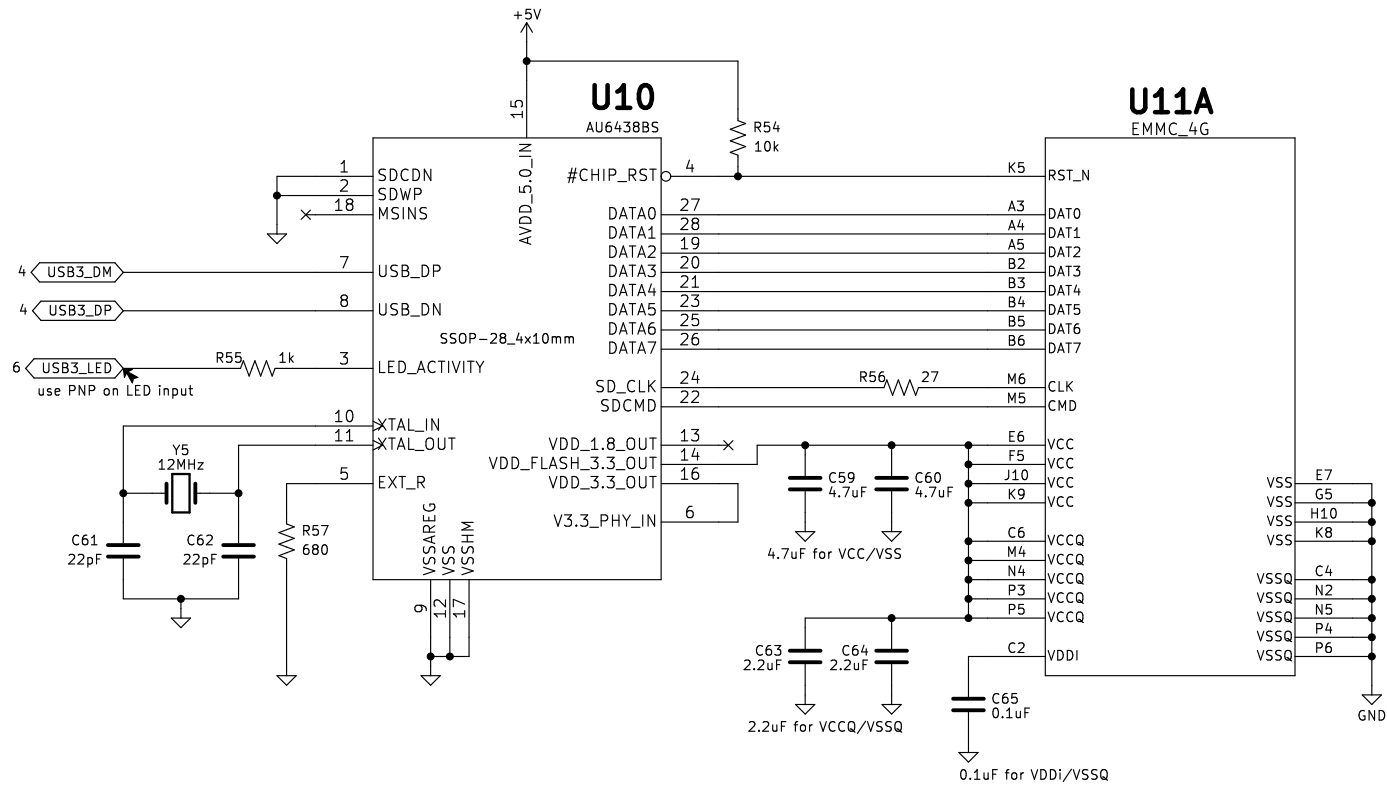 +5V
U10
AU6438BS
15
AVDD_5.0_IN
R54
10k
U11A
EMMC_4G
1 SDCDN
2 SDWP
18 MSINS
#CHIP_RST 4
K5 RST_N
DATA0 27
A3 DAT0
DATA1 28
A4 DAT1
DATA2 19
A5 DAT2
DATA3 20
B2 DAT3
DATA4 21
B3 DAT4
DATA5 23
B4 DAT5
DATA6 25
B5 DAT6
DATA7 26
B6 DAT7
4 USB3_DM
7 USB_DP
4 USB3_DP
8 USB_DN
SSOP-28_4x10mm
6 USB3_LED
R55 1k
3 LED_ACTIVITY
use PNP on LED input
SD_CLK 24
R56 27
M6 CLK
SDCMD 22
M5 CMD
10 XTAL_IN
11 XTAL_OUT
Y5
12MHz
5 EXT_R
VDD_1.8_OUT 13
VDD_FLASH_3.3_OUT 14
VDD_3.3_OUT 16
V3.3_PHY_IN 6
E6 VCC
F5 VCC
J10 VCC
K9 VCC
C59
4.7uF
C60
4.7uF
4.7uF for VCC/VSS
C61
22pF
C62
22pF
R57
680
VSSAREG
VSS
VSSHM
9
12
17
C6 VCCQ
M4 VCCQ
N4 VCCQ
P3 VCCQ
P5 VCCQ
C2 VDDI
VSS E7
VSS G5
VSS H10
VSS K8
VSSQ C4
VSSQ N2
VSSQ N5
VSSQ P4
VSSQ P6
GND
C63
2.2uF
C64
2.2uF
2.2uF for VCCQ/VSSQ
C65
0.1uF
0.1uF for VDDi/VSSQ